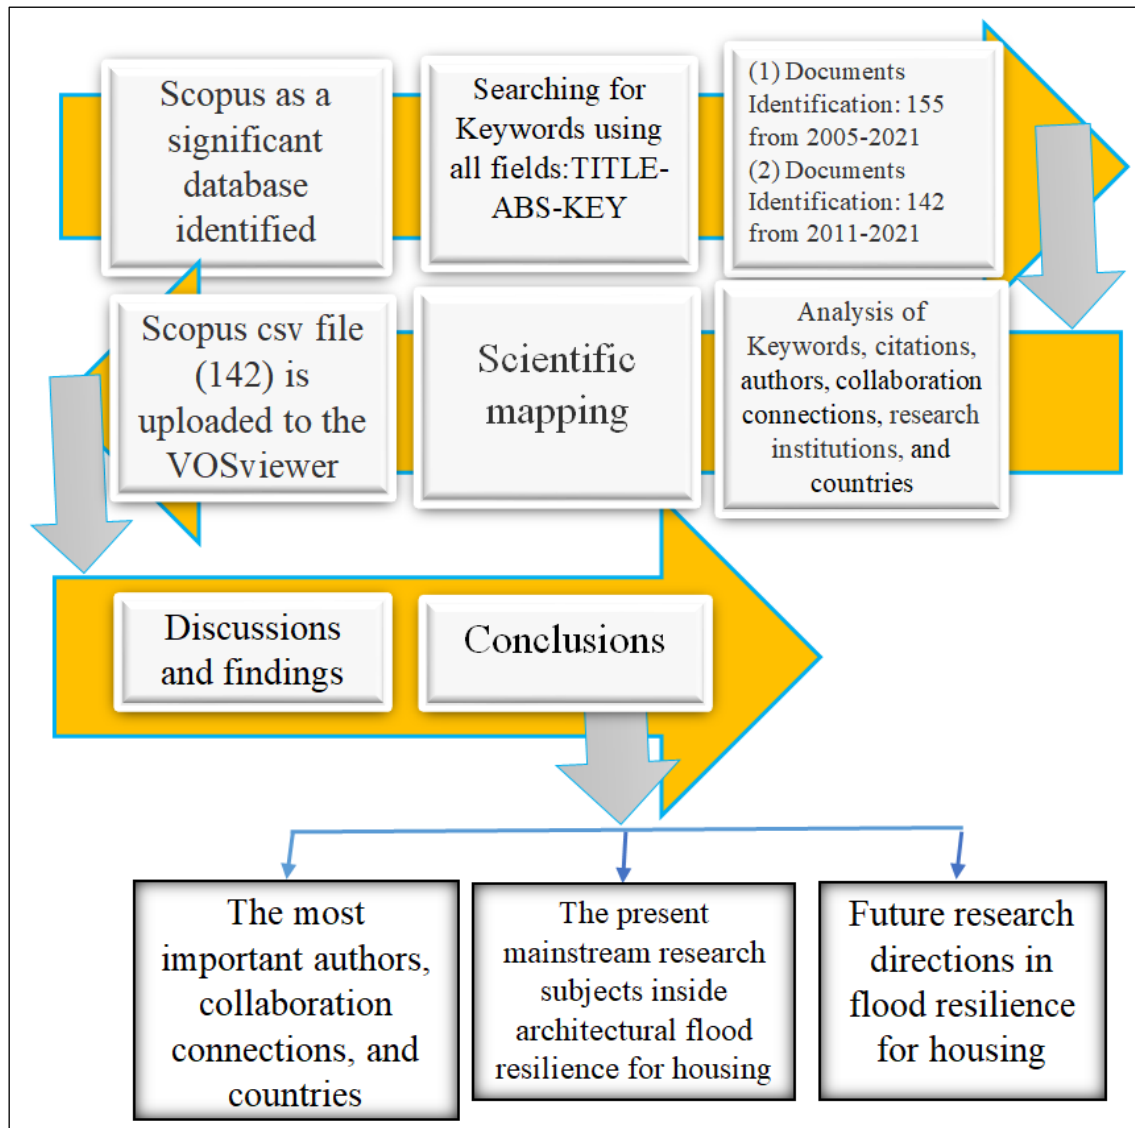 Scopus as a
significant
database
identified
Searching for
Keywords using
all fields:TITLE-
ABS-KEY
(1) Documents
Identification: 155
from 2005-2021
(2) Documents
Identification: 142
from 2011-2021
Scopus csv file
(142) is
uploaded to the
VOSviewer
Scientific
mapping
Analysis of
Keywords, citations,
authors, collaboration
connections, research
institutions, and
countries
Discussions
and findings
Conclusions
The most
important authors,
collaboration
connections, and
countries
The present
mainstream research
subjects inside
architectural flood
resilience for housing
Future research
directions in
flood resilience
for housing